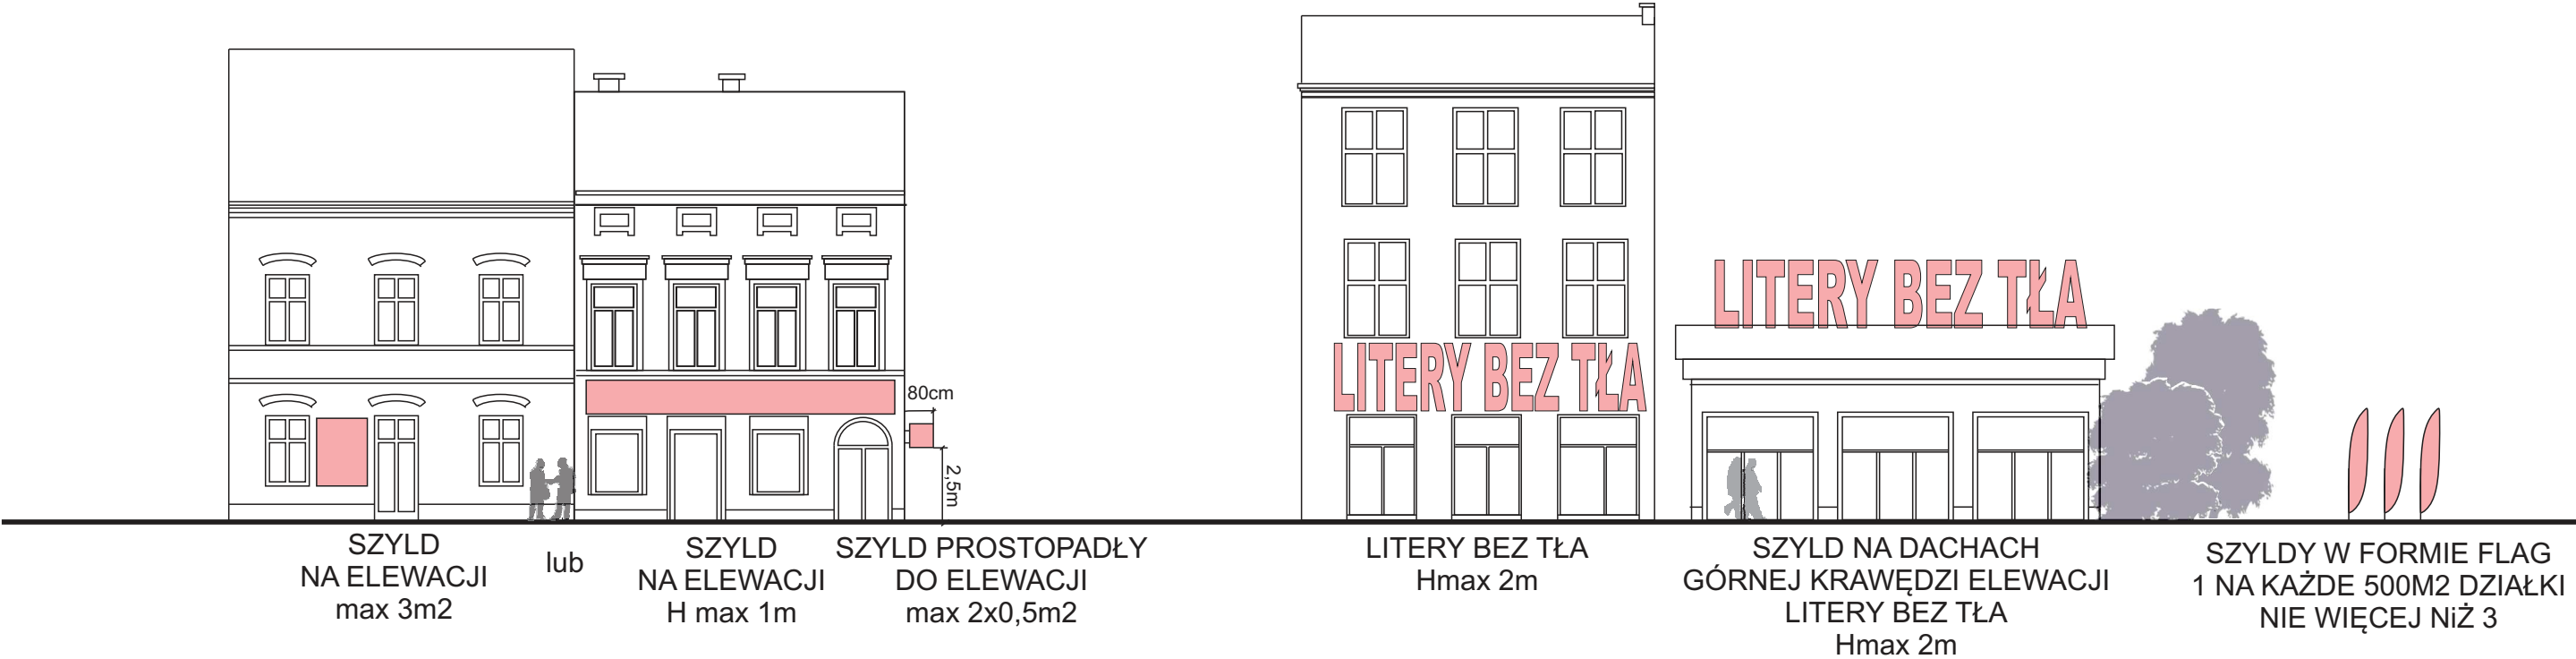 LITERY BEZ TŁA
LITERY BEZ TŁA
80cm
2,5m
SZYLD
NA ELEWACJI
max 3m2
lub
SZYLD
NA ELEWACJI
H max 1m
SZYLD PROSTOPADŁY
DO ELEWACJI
max 2x0,5m2
LITERY BEZ TŁA
Hmax 2m
SZYLD NA DACHACH
GÓRNEJ KRAWĘDZI ELEWACJI
LITERY BEZ TŁA
Hmax 2m
SZYLDY W FORMIE FLAG
1 NA KAŻDE 500M2 DZIAŁKI
NIE WIĘCEJ NiŻ 3